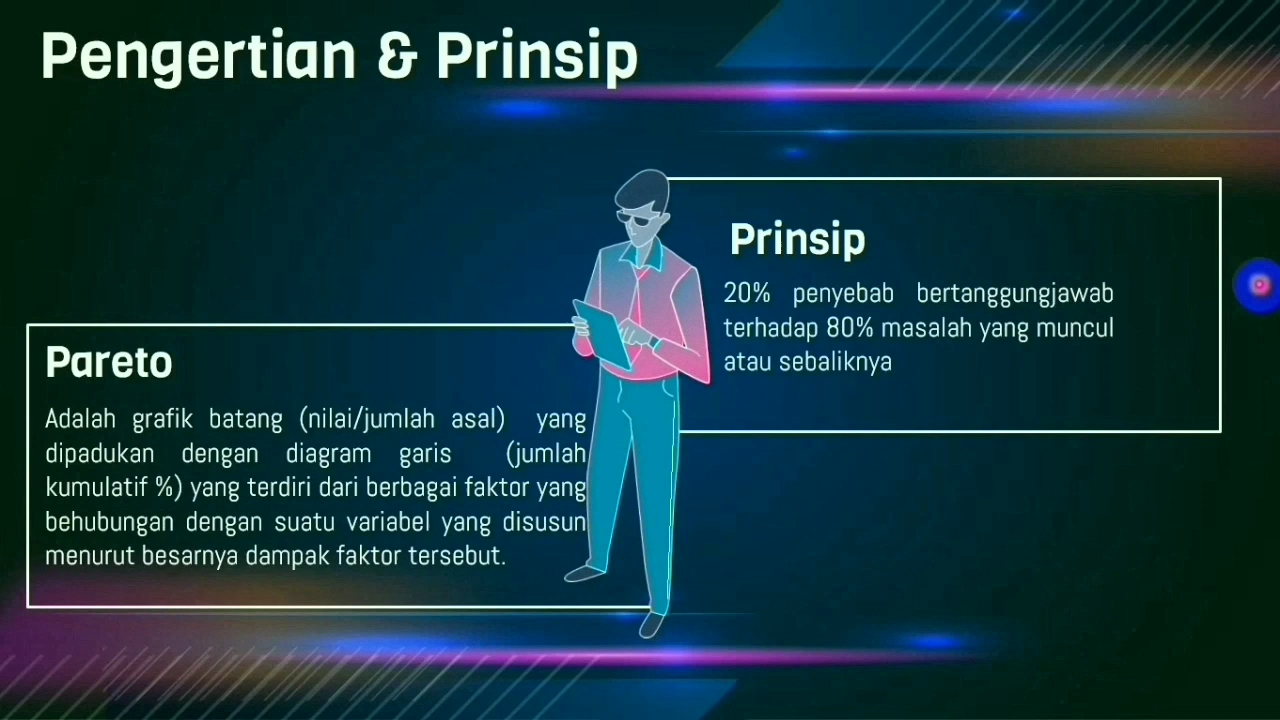 Pengertian & Prinsip
Prinsip
20% penyebab bertanggungjawab
terhadap 80% masalah yang muncul
atau sebaliknya
Pareto
Adalah grafik batang (nilai/jumlah asal) yang
dipadukan dengan diagram garis (jumlah
kumulatif %) yang terdiri dari berbagai faktor yang
behubungan dengan suatu variabel yang disusun
menurut besarnya dampak faktor tersebut.